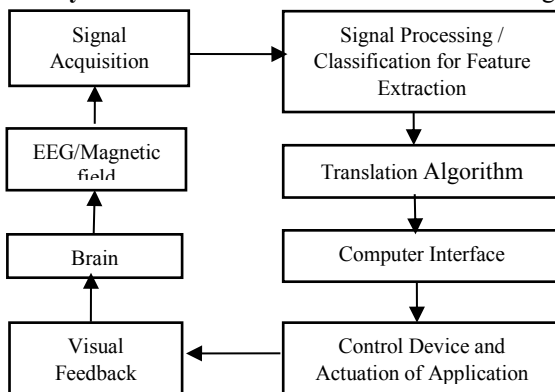 Signal
Acquisition
Signal Processing /
Classification for Feature
Extraction
EEG/Magnetic
field
Translation Algorithm
Brain
Computer Interface
Visual
Feedback
Control Device and
Actuation of Application